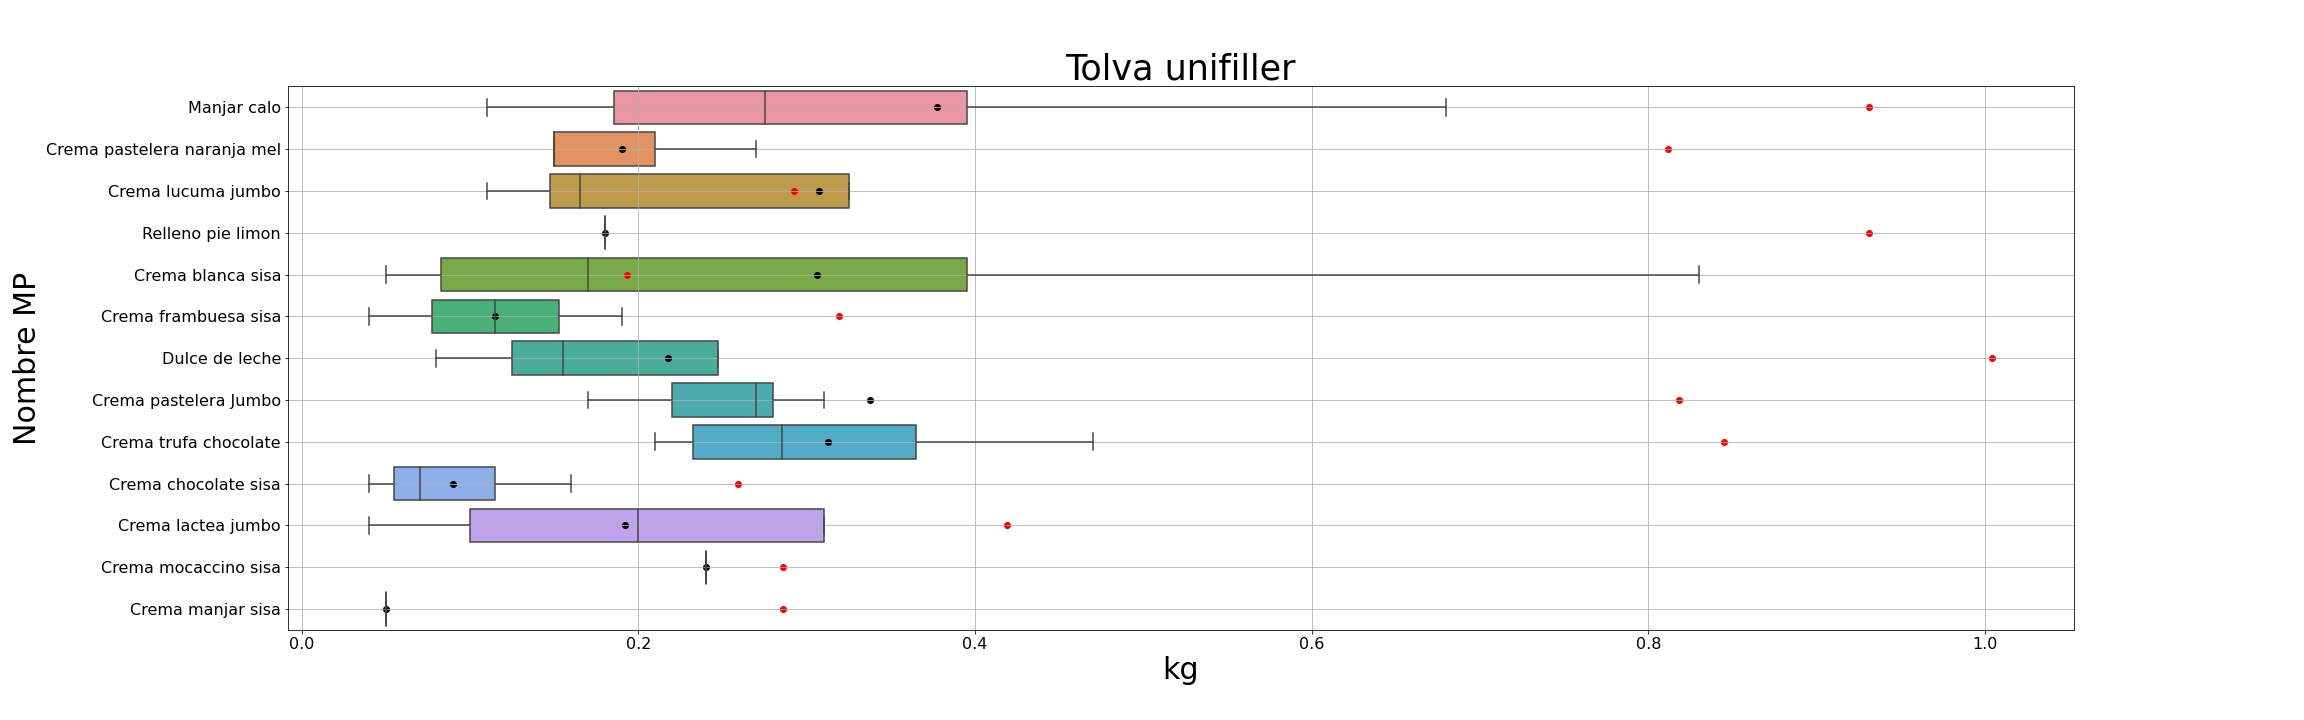 Tolva unifiller
Nombre MP
Manjar calo
Crema pastelera naranja mel
Crema lucuma jumbo
Relleno pie limon
Crema blanca sisa
Crema frambuesa sisa
Dulce de leche
Crema pastelera Jumbo
Crema trufa chocolate
Crema chocolate sisa
Crema lactea jumbo
Crema mocaccino sisa
Crema manjar sisa
0.0 0.2 0.4 0.6 0.8 1.0
kg